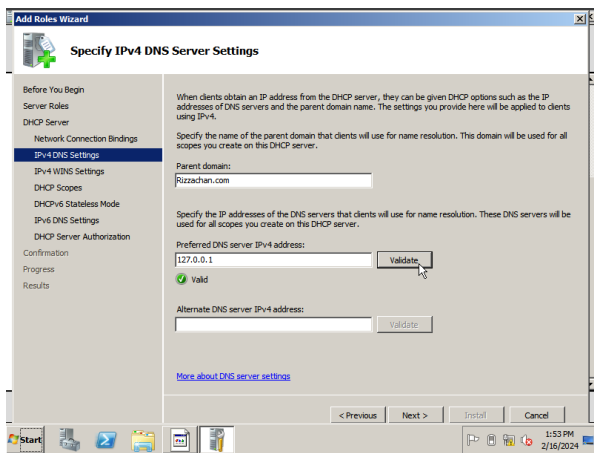 Add Roles Wizard
Specify IPv4 DNS Server Settings
Before You Begin
Server Roles
DHCP Server
Network Connection Bindings
IPv4 DNS Settings
IPv4 WINS Settings
DHCP Scopes
DHCPv6 Stateless Mode
IPv6 DNS Settings
DHCP Server Authorization
Confirmation
Progress
Results
When clients obtain an IP address from the DHCP server, they can be given DHCP options such as the IP
addresses of DNS servers and the parent domain name. The settings you provide here will be applied to clients
using IPv4.
Specify the name of the parent domain that clients will use for name resolution. This domain will be used for all
scopes you create on this DHCP server.
Parent domain:
Rizzachan.com
Specify the IP addresses of the DNS servers that clients will use for name resolution. These DNS servers will be
used for all scopes you create on this DHCP server.
Preferred DNS server IPv4 address:
127.0.0.1
Validate
Valid
Alternate DNS server IPv4 address:
Validate
More about DNS server settings
< Previous
Next >
Install
Cancel
Start
1:53 PM
2/16/2024